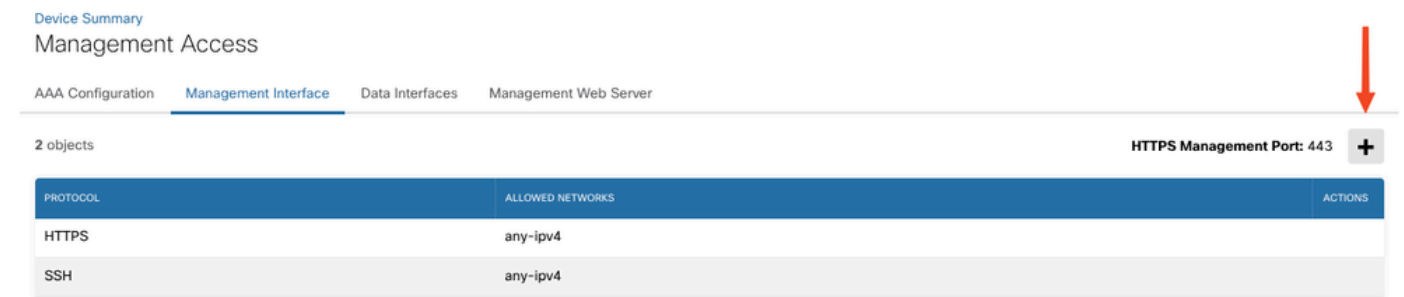 Device Summary
Management Access
AAA Configuration Management Interface Data Interfaces Management Web Server
2 objects HTTPS Management Port: 443 +
PROTOCOL ALLOWED NETWORKS ACTIONS
HTTPS any-ipv4
SSH any-ipv4